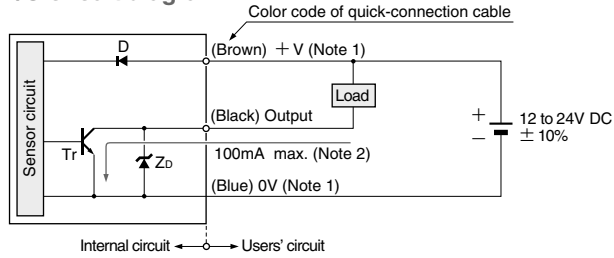 Color code of quick-connection cable
D
(Brown) +V (Note 1)
Sensor circuit
Load
(Black) Output
+
12 to 24V DC
−
± 10%
Tr
ZD
100mA max. (Note 2)
(Blue) 0V (Note 1)
Internal circuit
Users' circuit